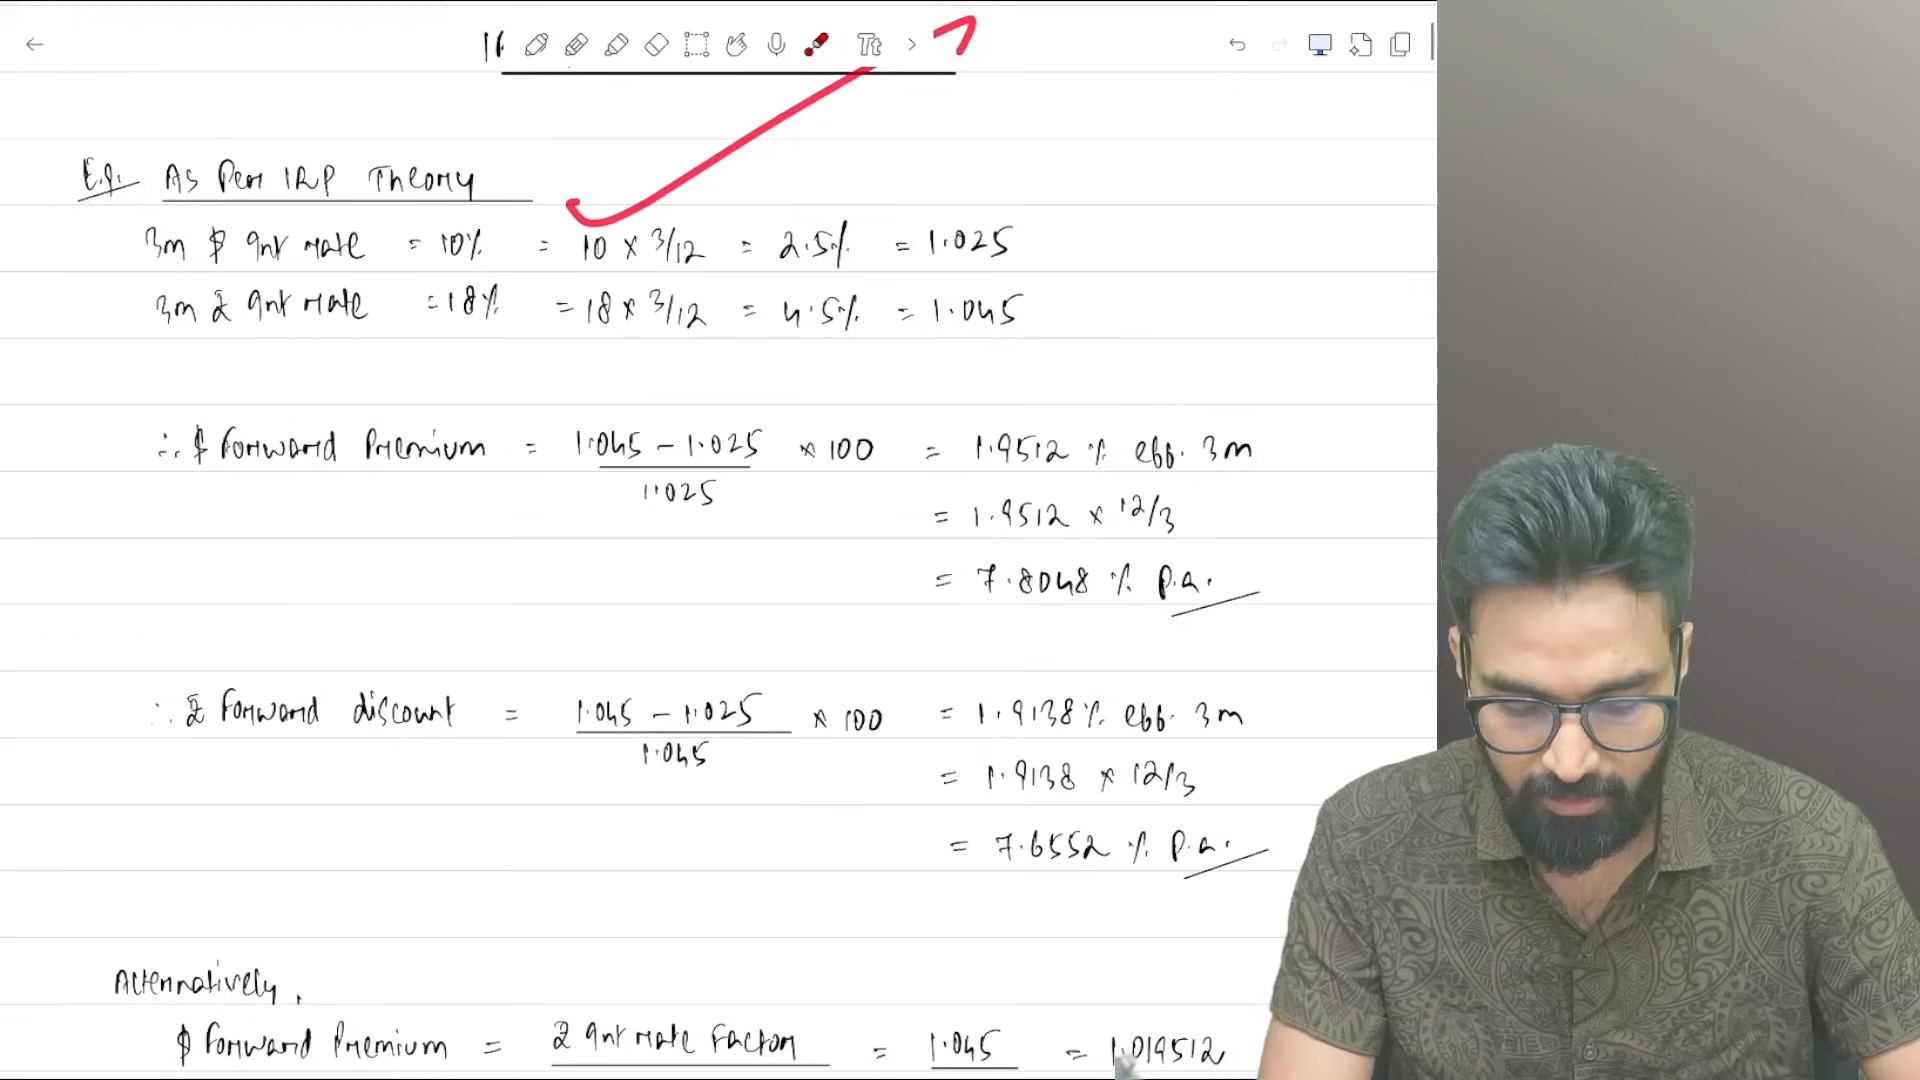 Tt
E.g. As Per IRP Theory
3m $ int rate = 10% = 10 x 3/12 = 2.5% = 1.025
3m ₹ int rate = 18% = 18 x 3/12 = 4.5% = 1.045
∴ $ Forward Premium = 1.045 - 1.025 x 100 = 1.9512 % eff. 3m
1.025
= 1.9512 x 12/3
= 7.8048 % p.a.
∴ ₹ Forward discount = 1.045 - 1.025 x 100 = 1.9138% eff. 3m
1.045
= 1.9138 x 12/3
= 7.6552 % p.a.
Alternatively,
$ Forward Premium = ₹ int rate Factor = 1.045 = 1.019512